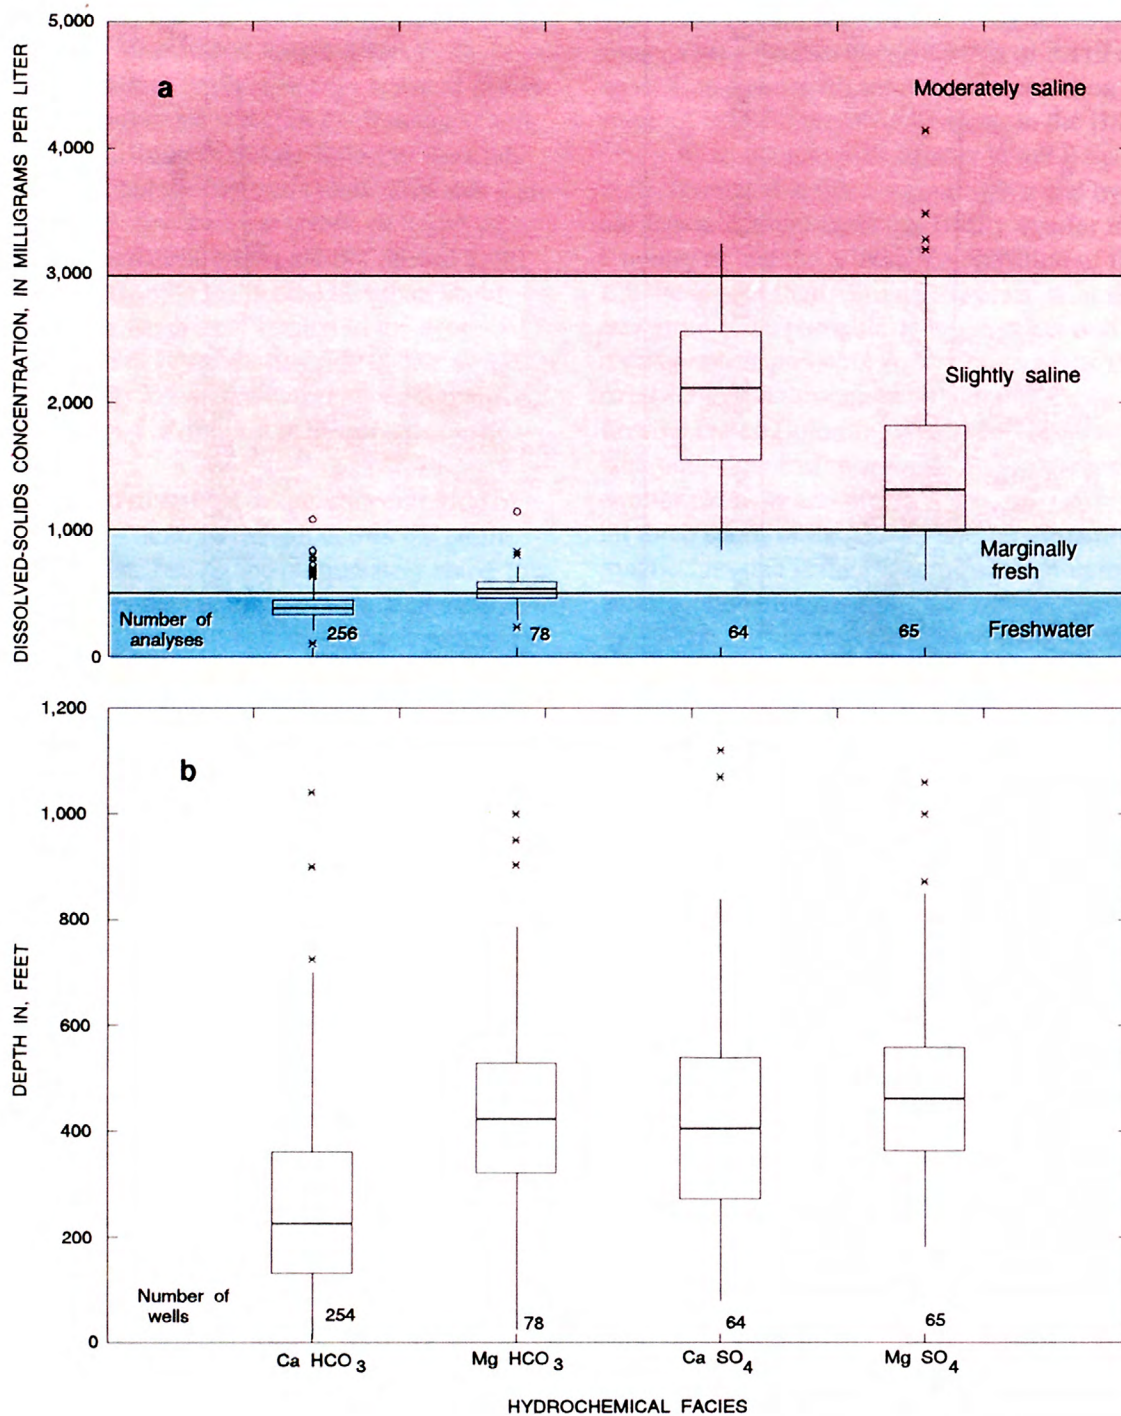 DISSOLVED-SOLIDS CONCENTRATION, IN MILLIGRAMS PER LITER
5,000
4,000
3,000
2,000
1,000
0
a
Moderately saline
Slightly saline
Marginally
fresh
Freshwater
Number of
analyses
256
78
64
65
DEPTH IN, FEET
1,200
1,000
800
600
400
200
0
b
Number of
wells
254
78
64
65
Ca HCO3
Mg HCO3
Ca SO4
Mg SO4
HYDROCHEMICAL FACIES